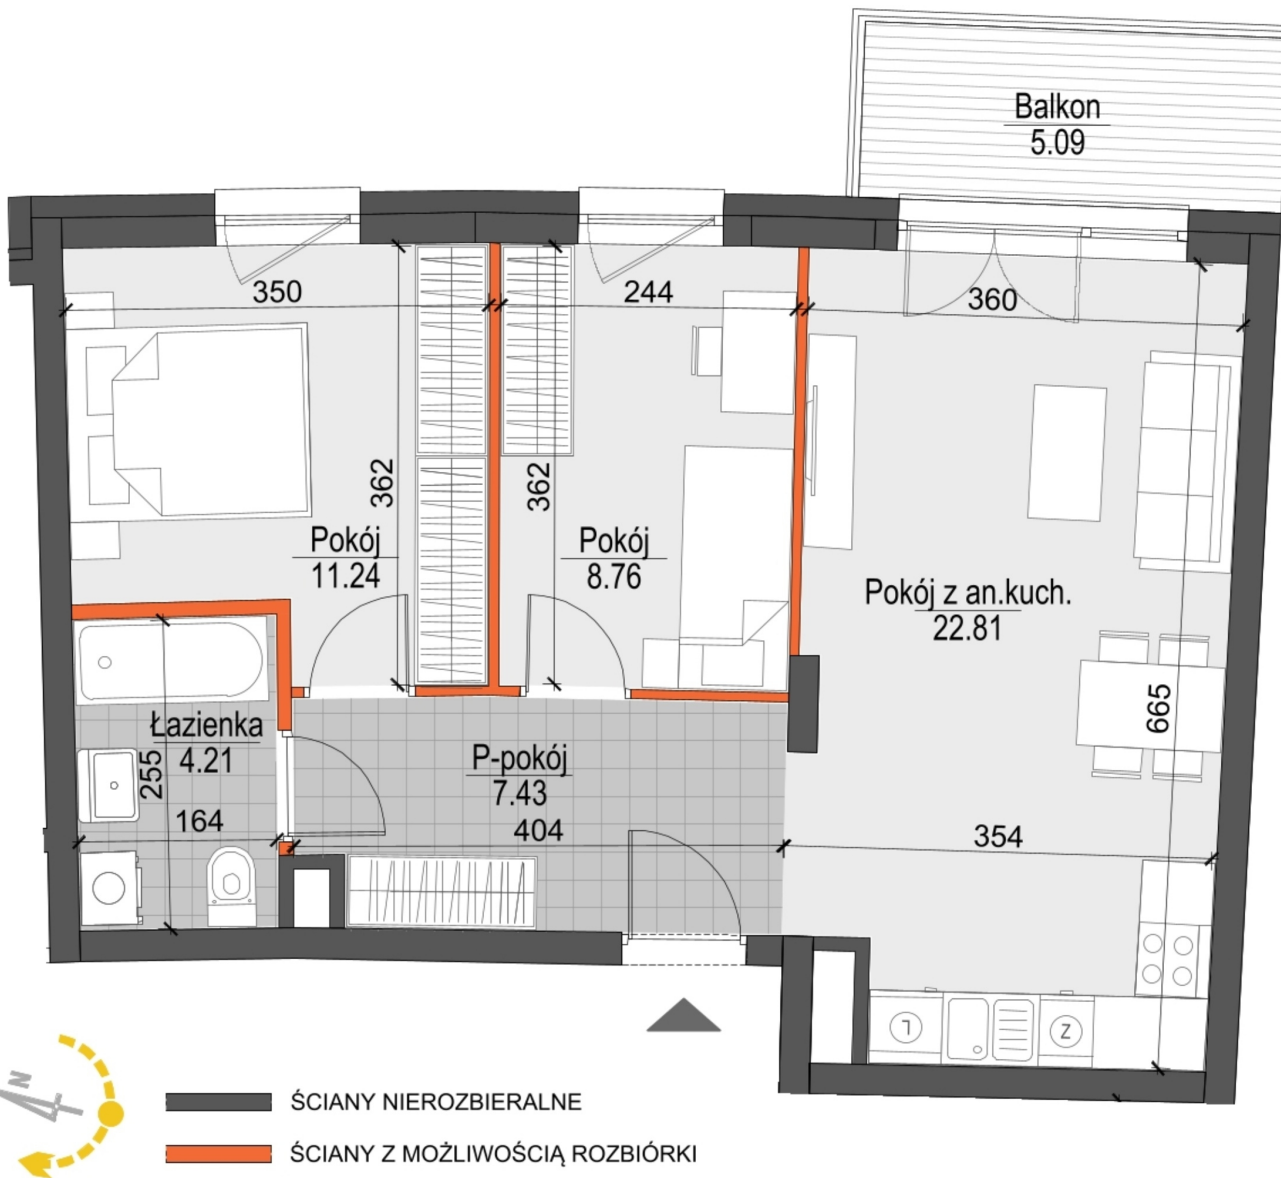 Balkon
5.09
350
244
360
362
362
Pokój
11.24
Pokój
8.76
Pokój z an.kuch.
22.81
665
Łazienka
4.21
255
164
P-pokój
7.43
404
354
L
Z
N
ŚCIANY NIEROZBIERALNE
ŚCIANY Z MOŻLIWOŚCIĄ ROZBIÓRKI